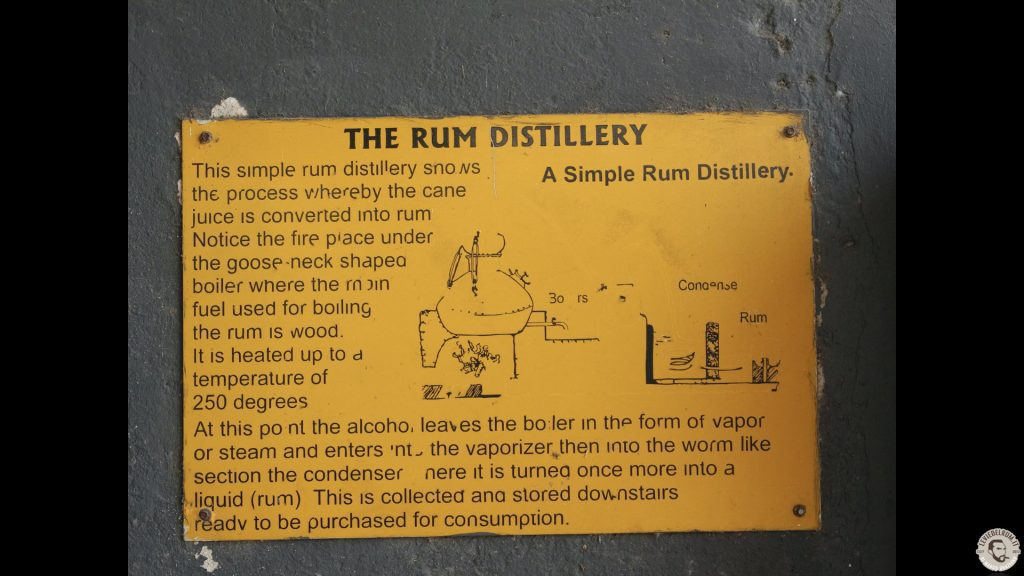 THE RUM DISTILLERY
This simple rum distillery shows
the process whereby the cane
juice is converted into rum
Notice the fire place under
the goose-neck shaped
boiler where the main
fuel used for boiling
the rum is wood.
It is heated up to a
temperature of
250 degrees
A Simple Rum Distillery.
Condense
Rum
At this point the alcohol leaves the boiler in the form of vapor
or steam and enters into the vaporizer then into the worm like
section the condenser where it is turned once more into a
liquid (rum) This is collected and stored downstairs
ready to be purchased for consumption.